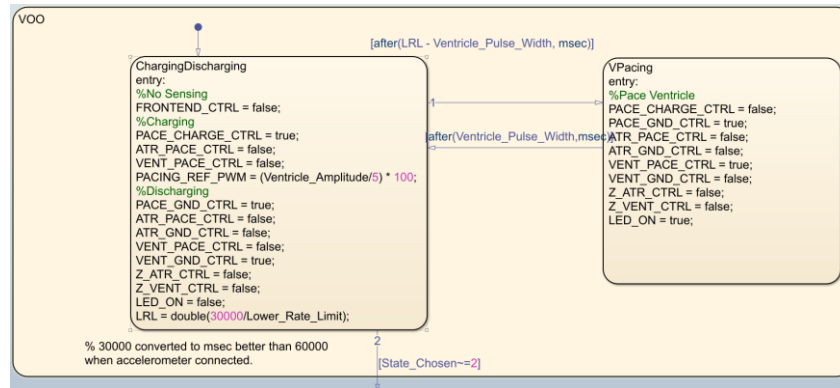 VOO
[after(LRL - Ventricle_Pulse_Width, msec)]
ChargingDischarging
entry:
%No Sensing
FRONTEND_CTRL = false;
%Charging
PACE_CHARGE_CTRL = true;
ATR_PACE_CTRL = false;
VENT_PACE_CTRL = false;
PACING_REF_PWM = (Ventricle_Amplitude/5) * 100;
%Discharging
PACE_GND_CTRL = true;
ATR_PACE_CTRL = false;
ATR_GND_CTRL = false;
VENT_PACE_CTRL = false;
VENT_GND_CTRL = true;
Z_ATR_CTRL = false;
Z_VENT_CTRL = false;
LED_ON = false;
LRL = double(30000/Lower_Rate_Limit);
1
[after(Ventricle_Pulse_Width,msec)]
VPacing
entry:
%Pace Ventricle
PACE_CHARGE_CTRL = false;
PACE_GND_CTRL = true;
ATR_PACE_CTRL = false;
ATR_GND_CTRL = false;
VENT_PACE_CTRL = true;
VENT_GND_CTRL = false;
Z_ATR_CTRL = false;
Z_VENT_CTRL = false;
LED_ON = true;
% 30000 converted to msec better than 60000
when accelerometer connected.
2
[State_Chosen~=2]